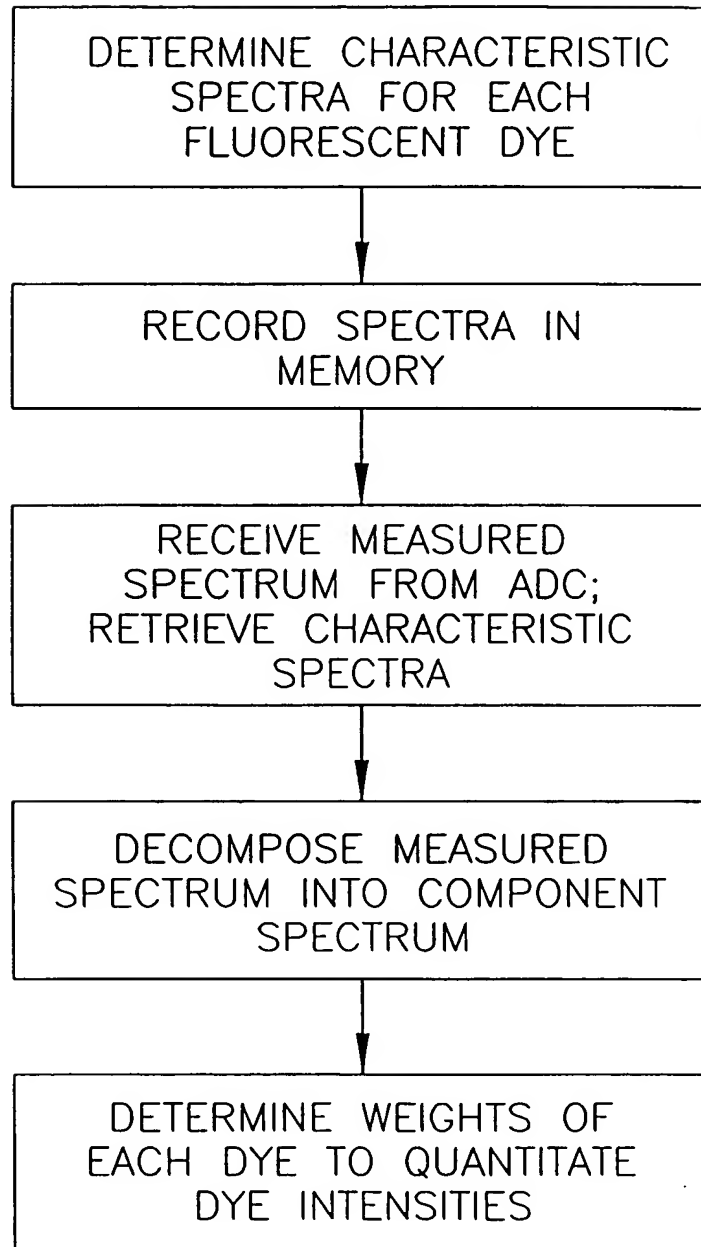 DETERMINE CHARACTERISTIC
SPECTRA FOR EACH
FLUORESCENT DYE
RECORD SPECTRA IN
MEMORY
RECEIVE MEASURED
SPECTRUM FROM ADC;
RETRIEVE CHARACTERISTIC
SPECTRA
DECOMPOSE MEASURED
SPECTRUM INTO COMPONENT
SPECTRUM
DETERMINE WEIGHTS OF
EACH DYE TO QUANTITATE
DYE INTENSITIES